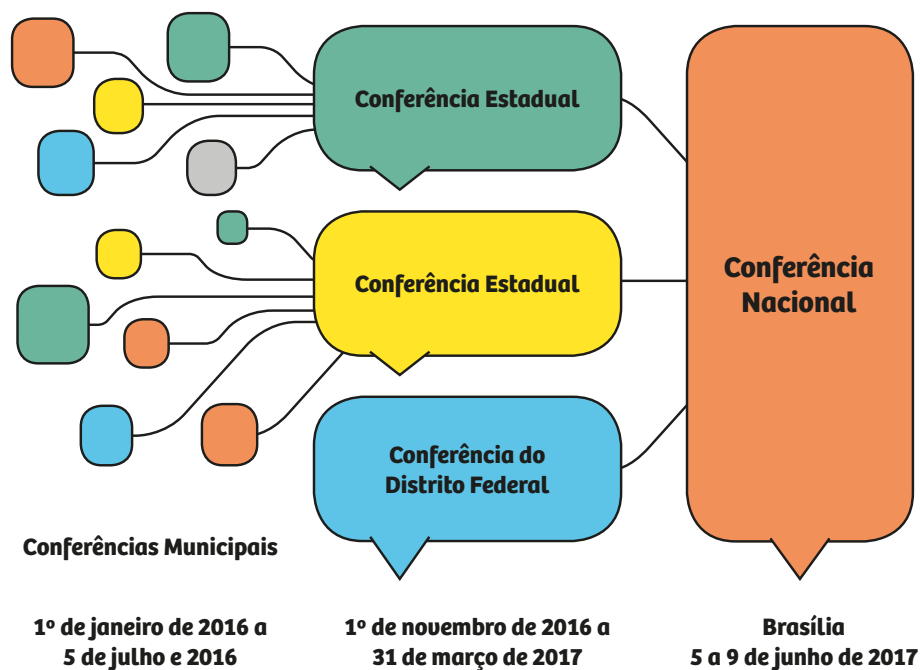 Conferência Estadual
Conferência Estadual
Conferência do
Distrito Federal
Conferência
Nacional
Conferências Municipais
1º de janeiro de 2016 a
5 de julho e 2016
1º de novembro de 2016 a
31 de março de 2017
Brasília
5 a 9 de junho de 2017